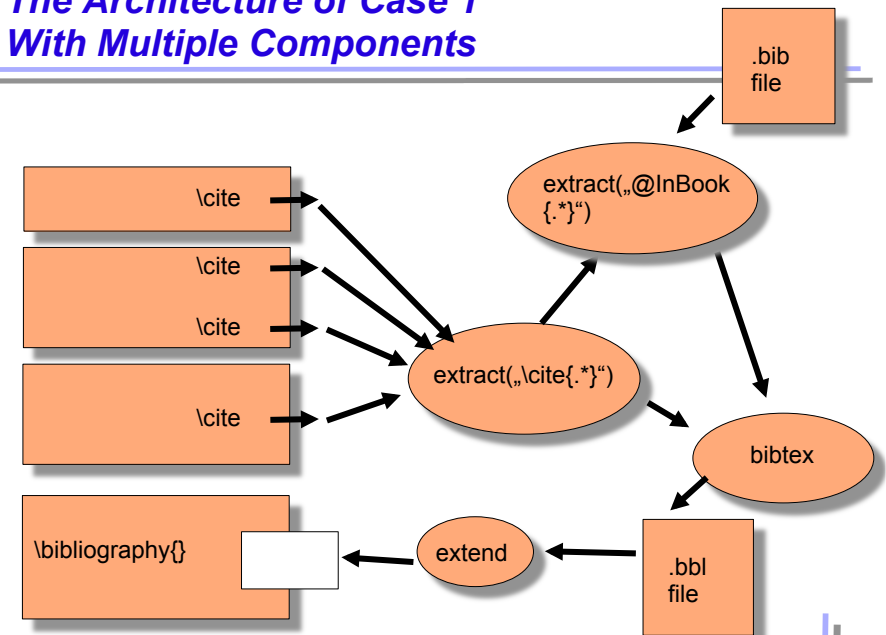 The Architecture of Case 1
With Multiple Components
.bib
file
\cite
extract(„@InBook
{.*}“)
\cite
\cite
extract(„\cite{.*}“)
\cite
bibtex
\bibliography{}
extend
.bbl
file